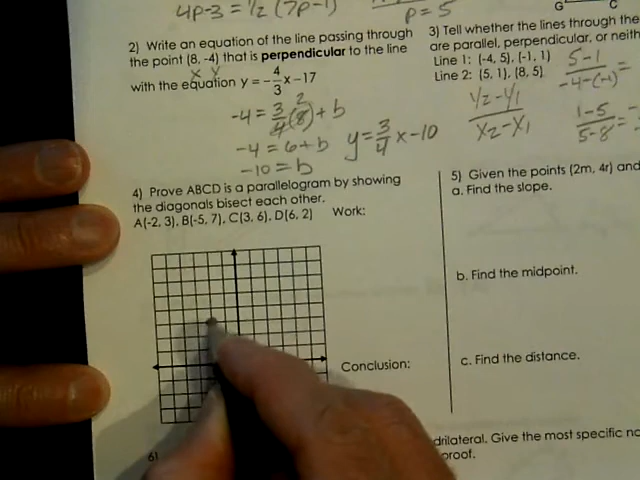 4p-3 = 1/2 (7p-1)
p = 5
G C
2) Write an equation of the line passing through
the point (8, -4) that is perpendicular to the line
x y
with the equation y = -4/3x -17
-4 = 3/4(8) + b
2
-4 = 6 + b
-10 = b
y = 3/4 x -10
3) Tell whether the lines through the
are parallel, perpendicular, or neith
Line 1: (-4, 5), (-1, 1)
Line 2: (5, 1), (8, 5)
5-1
-4-(-1) =
y2-y1
x2-x1
1-5
5-8 =
4) Prove ABCD is a parallelogram by showing
the diagonals bisect each other.
A(-2, 3), B(-5, 7), C(3, 6), D(6, 2) Work:
Conclusion:
5) Given the points (2m, 4r) and
a. Find the slope.
b. Find the midpoint.
c. Find the distance.
61
drilateral. Give the most specific
proof.